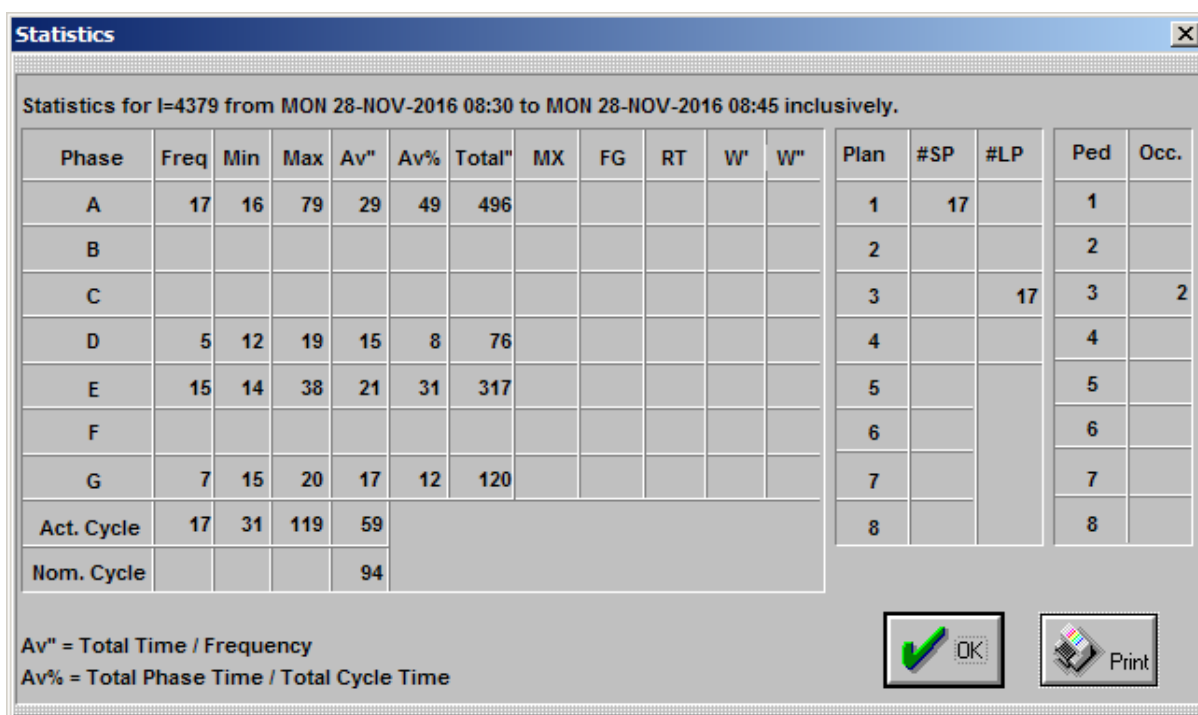 Statistics
Statistics for I=4379 from MON 28-NOV-2016 08:30 to MON 28-NOV-2016 08:45 inclusively.
Phase Freq Min Max Av" Av% Total" MX FG RT W' W"
A 17 16 79 29 49 496
B
C
D 5 12 19 15 8 76
E 15 14 38 21 31 317
F
G 7 15 20 17 12 120
Act. Cycle 17 31 119 59
Nom. Cycle 94
Plan #SP #LP
1 17
2
3 17
4
5
6
7
8
Ped Occ.
1
2
3 2
4
5
6
7
8
Av" = Total Time / Frequency
Av% = Total Phase Time / Total Cycle Time
OK
Print